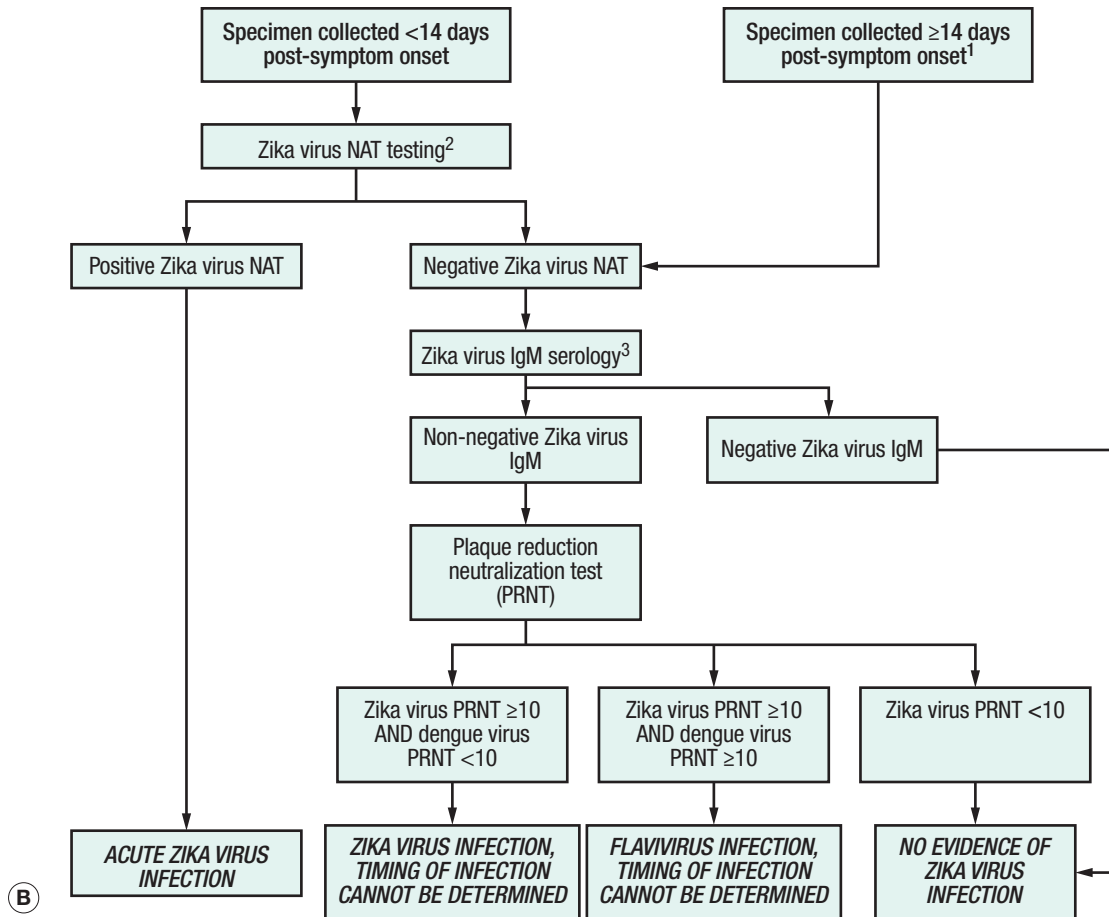 Specimen collected <14 days
post-symptom onset
Specimen collected ≥14 days
post-symptom onset1
Zika virus NAT testing2
Positive Zika virus NAT
Negative Zika virus NAT
Zika virus IgM serology3
Non-negative Zika virus
IgM
Negative Zika virus IgM
Plaque reduction
neutralization test
(PRNT)
Zika virus PRNT ≥10
AND dengue virus
PRNT <10
Zika virus PRNT ≥10
AND dengue virus
PRNT ≥10
Zika virus PRNT <10
ACUTE ZIKA VIRUS
INFECTION
ZIKA VIRUS INFECTION,
TIMING OF INFECTION
CANNOT BE DETERMINED
FLAVIVIRUS INFECTION,
TIMING OF INFECTION
CANNOT BE DETERMINED
NO EVIDENCE OF
ZIKA VIRUS
INFECTION
B